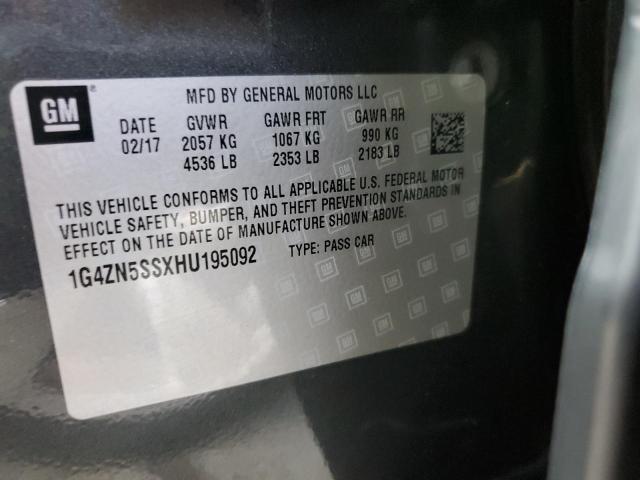 GM
MFD BY GENERAL MOTORS LLC
DATE GVWR GAWR FRT GAWR RR
02/17 2057 KG 1067 KG 990 KG
4536 LB 2353 LB 2183 LB
THIS VEHICLE CONFORMS TO ALL APPLICABLE U.S. FEDERAL MOTOR
VEHICLE SAFETY, BUMPER, AND THEFT PREVENTION STANDARDS IN
EFFECT ON THE DATE OF MANUFACTURE SHOWN ABOVE.
1G4ZN5SSXHU195092 TYPE: PASS CAR